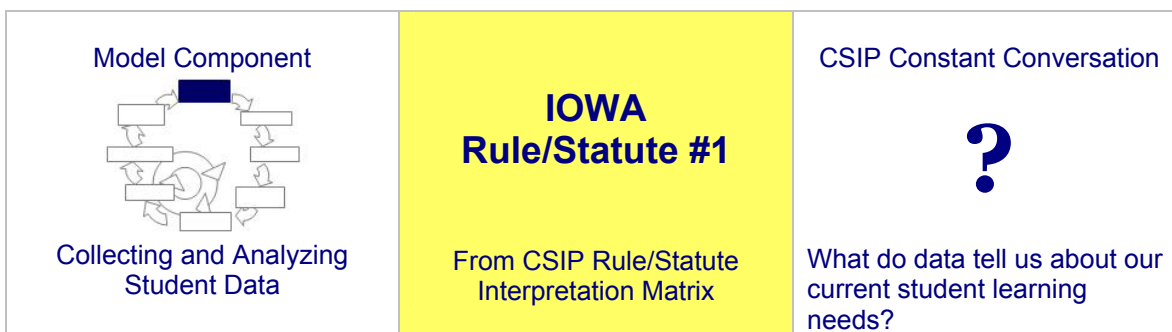 Model Component
Collecting and Analyzing
Student Data
IOWA
Rule/Statute #1
From CSIP Rule/Statute
Interpretation Matrix
CSIP Constant Conversation
?
What do data tell us about our
current student learning
needs?